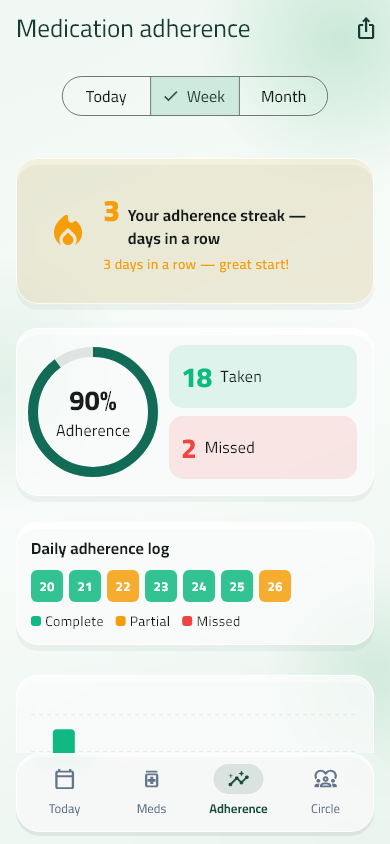 Medication adherence
Today
Week
Month
3 Your adherence streak —
days in a row
3 days in a row — great start!
90%
Adherence
18 Taken
2 Missed
Daily adherence log
20 21 22 23 24 25 26
Complete Partial Missed
Today Meds Adherence Circle